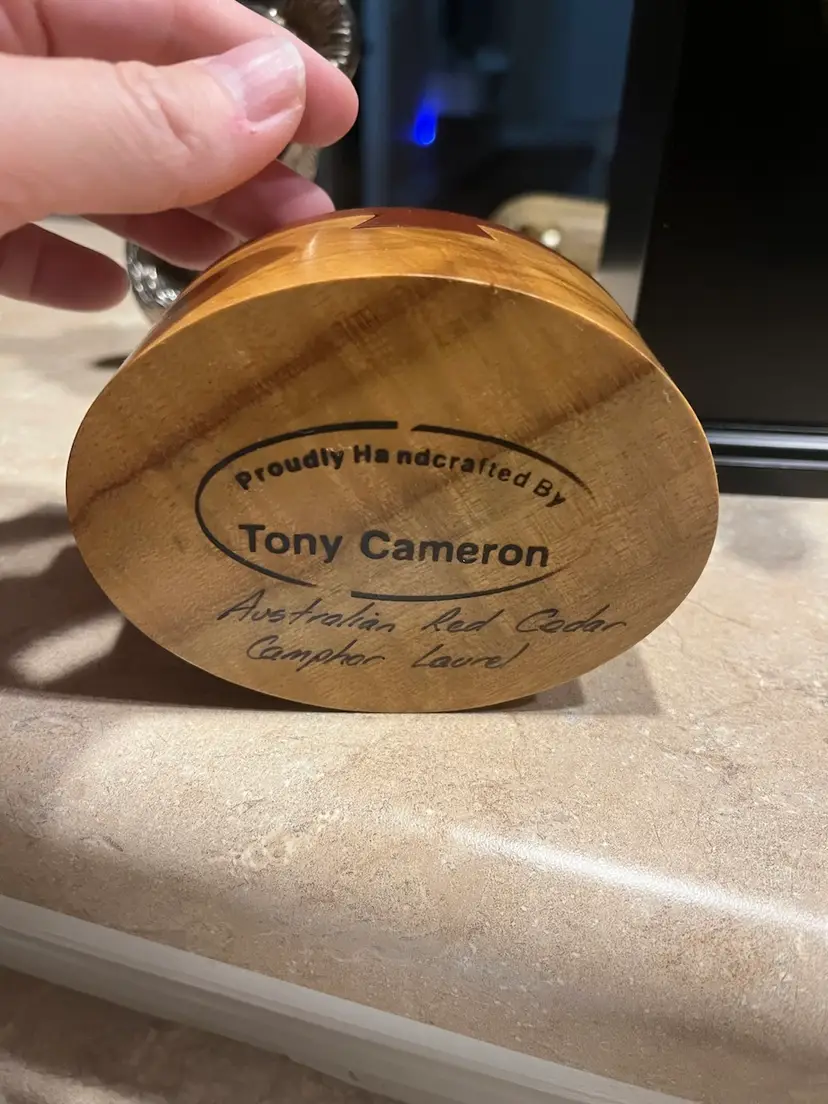 Proudly Handcrafted By
Tony Cameron
Australian Red Cedar
Camphor Laurel